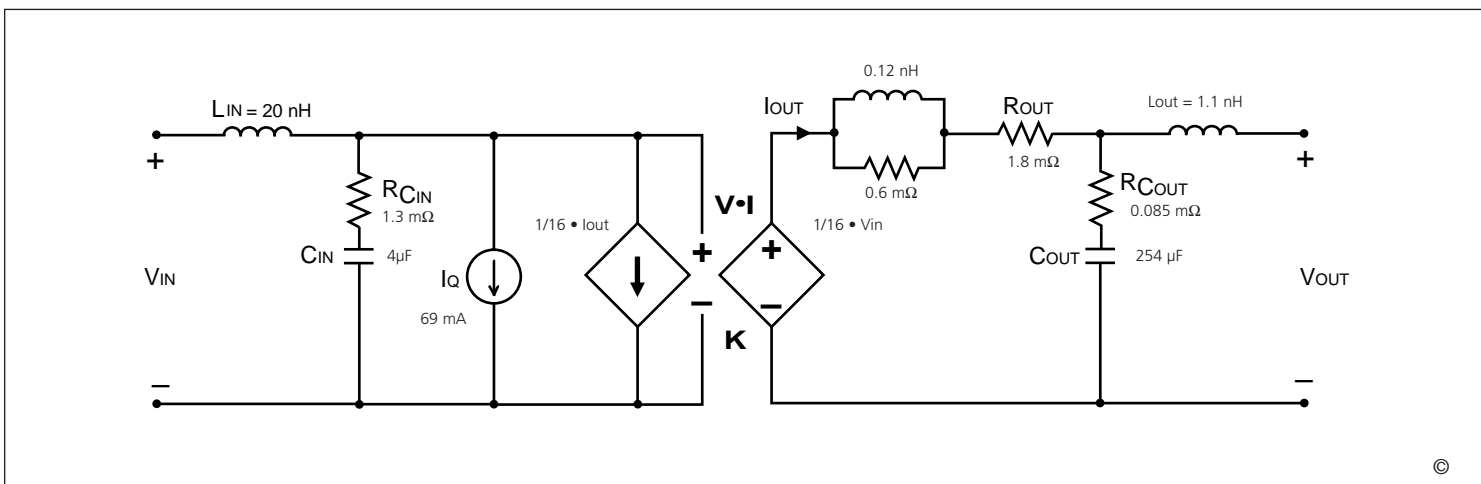 LIN = 20 nH
+
–
VIN
RCIN
1.3 mΩ
CIN
4µF
IQ
69 mA
1/16 • Iout
V•I
+
–
K
1/16 • Vin
+
–
IOUT
0.12 nH
0.6 mΩ
ROUT
1.8 mΩ
RCOUT
0.085 mΩ
COUT
254 µF
Lout = 1.1 nH
+
–
VOUT
©